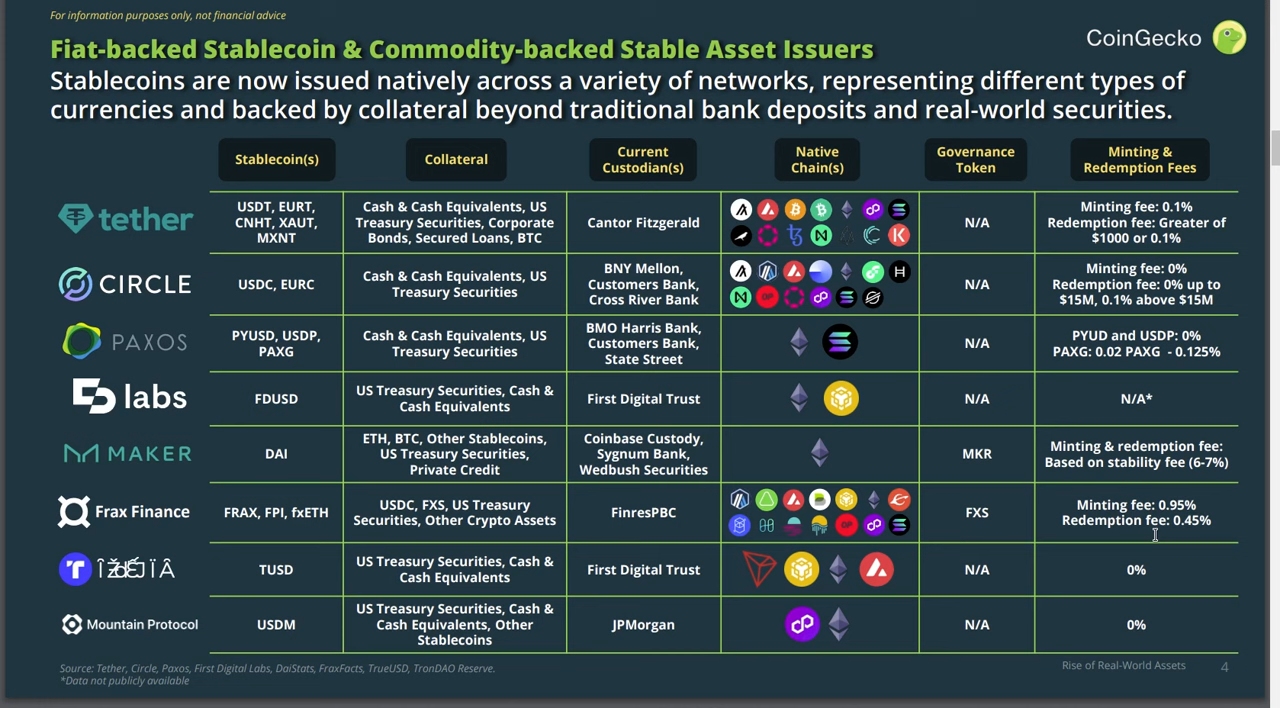 For information purposes only, not financial advice
CoinGecko
Fiat-backed Stablecoin & Commodity-backed Stable Asset Issuers
Stablecoins are now issued natively across a variety of networks, representing different types of
currencies and backed by collateral beyond traditional bank deposits and real-world securities.
Stablecoin(s)
Collateral
Current
Custodian(s)
Native
Chain(s)
Governance
Token
Minting &
Redemption Fees
tether
USDT, EURT,
CNHT, XAUT,
MXNT
Cash & Cash Equivalents, US
Treasury Securities, Corporate
Bonds, Secured Loans, BTC
Cantor Fitzgerald
N/A
Minting fee: 0.1%
Redemption fee: Greater of
$1000 or 0.1%
CIRCLE
USDC, EURC
Cash & Cash Equivalents, US
Treasury Securities
BNY Mellon,
Customers Bank,
Cross River Bank
N/A
Minting fee: 0%
Redemption fee: 0% up to
$15M, 0.1% above $15M
PAXOS
PYUSD, USDP,
PAXG
Cash & Cash Equivalents, US
Treasury Securities
BMO Harris Bank,
Customers Bank,
State Street
N/A
PYUD and USDP: 0%
PAXG: 0.02 PAXG - 0.125%
labs
FDUSD
US Treasury Securities, Cash &
Cash Equivalents
First Digital Trust
N/A
N/A*
MAKER
DAI
ETH, BTC, Other Stablecoins,
US Treasury Securities,
Private Credit
Coinbase Custody,
Sygnum Bank,
Wedbush Securities
MKR
Minting & redemption fee:
Based on stability fee (6-7%)
Frax Finance
FRAX, FPI, fxETH
USDC, FXS, US Treasury
Securities, Other Crypto Assets
FinresPBC
FXS
Minting fee: 0.95%
Redemption fee: 0.45%
TUSD
US Treasury Securities, Cash &
Cash Equivalents
First Digital Trust
N/A
0%
Mountain Protocol
USDM
US Treasury Securities, Cash &
Cash Equivalents, Other
Stablecoins
JPMorgan
N/A
0%
Source: Tether, Circle, Paxos, First Digital Labs, DaiStats, FraxFacts, TrueUSD, TronDAO Reserve.
*Data not publicly available
Rise of Real-World Assets
4